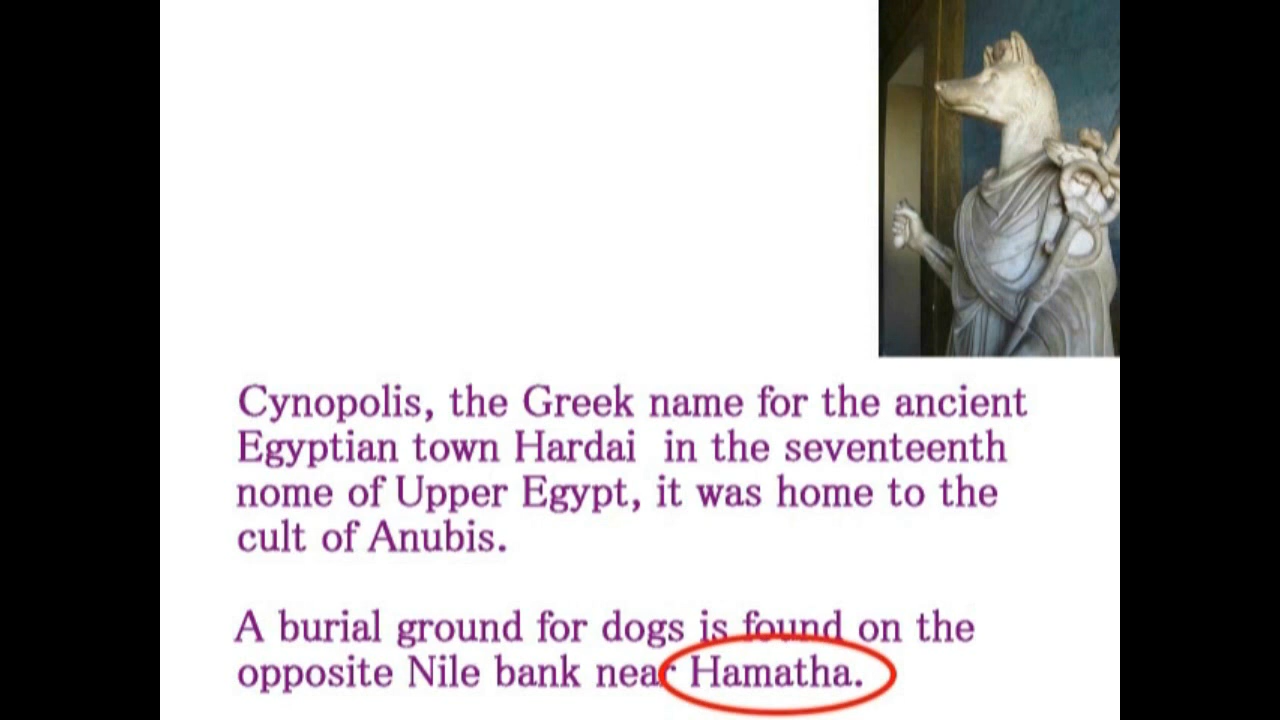 Cynopolis, the Greek name for the ancient
Egyptian town Hardai in the seventeenth
nome of Upper Egypt, it was home to the
cult of Anubis.
A burial ground for dogs is found on the
opposite Nile bank near Hamatha.